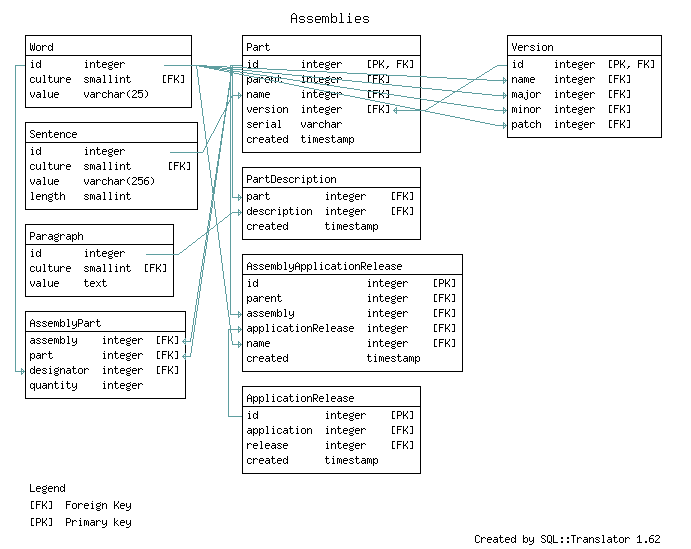 Assemblies
Word
id integer
culture smallint [FK]
value varchar(25)
Sentence
id integer
culture smallint [FK]
value varchar(256)
length smallint
Paragraph
id integer
culture smallint [FK]
value text
AssemblyPart
assembly integer [FK]
part integer [FK]
designator integer [FK]
quantity integer
Part
id integer [PK, FK]
parent integer [FK]
name integer [FK]
version integer [FK]
serial varchar
created timestamp
PartDescription
part integer [FK]
description integer [FK]
created timestamp
AssemblyApplicationRelease
id integer [PK]
parent integer [FK]
assembly integer [FK]
applicationRelease integer [FK]
name integer [FK]
created timestamp
ApplicationRelease
id integer [PK]
application integer [FK]
release integer [FK]
created timestamp
Version
id integer [PK, FK]
name integer [FK]
major integer [FK]
minor integer [FK]
patch integer [FK]
Legend
[FK] Foreign Key
[PK] Primary key
Created by SQL::Translator 1.62